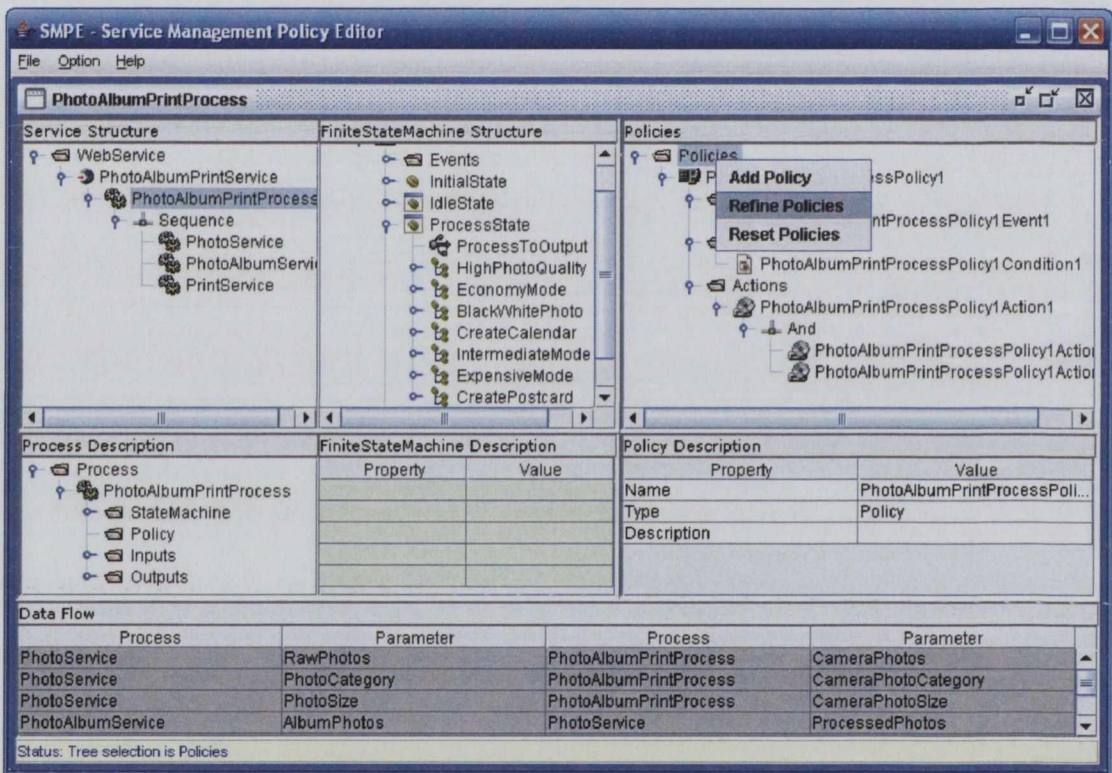 SMPE - Service Management Policy Editor
File Option Help
PhotoAlbumPrintProcess
Service Structure
WebService
PhotoAlbumPrintService
PhotoAlbumPrintProcess
Sequence
PhotoService
PhotoAlbumServi
PrintService
FiniteStateMachine Structure
Events
InitialState
IdleState
ProcessState
ProcessToOutput
HighPhotoQuality
EconomyMode
BlackWhitePhoto
CreateCalendar
IntermediateMode
ExpensiveMode
CreatePostcard
Policies
Policies
P ssPolicy1
Add Policy
Refine Policies
Reset Policies
ntProcessPolicy1Event1
PhotoAlbumPrintProcessPolicy1Condition1
Actions
PhotoAlbumPrintProcessPolicy1Action1
And
PhotoAlbumPrintProcessPolicy1Action
PhotoAlbumPrintProcessPolicy1Action
Process Description
Process
PhotoAlbumPrintProcess
StateMachine
Policy
Inputs
Outputs
FiniteStateMachine Description
Property Value
Policy Description
Property Value
Name PhotoAlbumPrintProcessPoli...
Type Policy
Description
Data Flow
Process Parameter Process Parameter
PhotoService RawPhotos PhotoAlbumPrintProcess CameraPhotos
PhotoService PhotoCategory PhotoAlbumPrintProcess CameraPhotoCategory
PhotoService PhotoSize PhotoAlbumPrintProcess CameraPhotoSize
PhotoAlbumService AlbumPhotos PhotoService ProcessedPhotos
Status: Tree selection is Policies